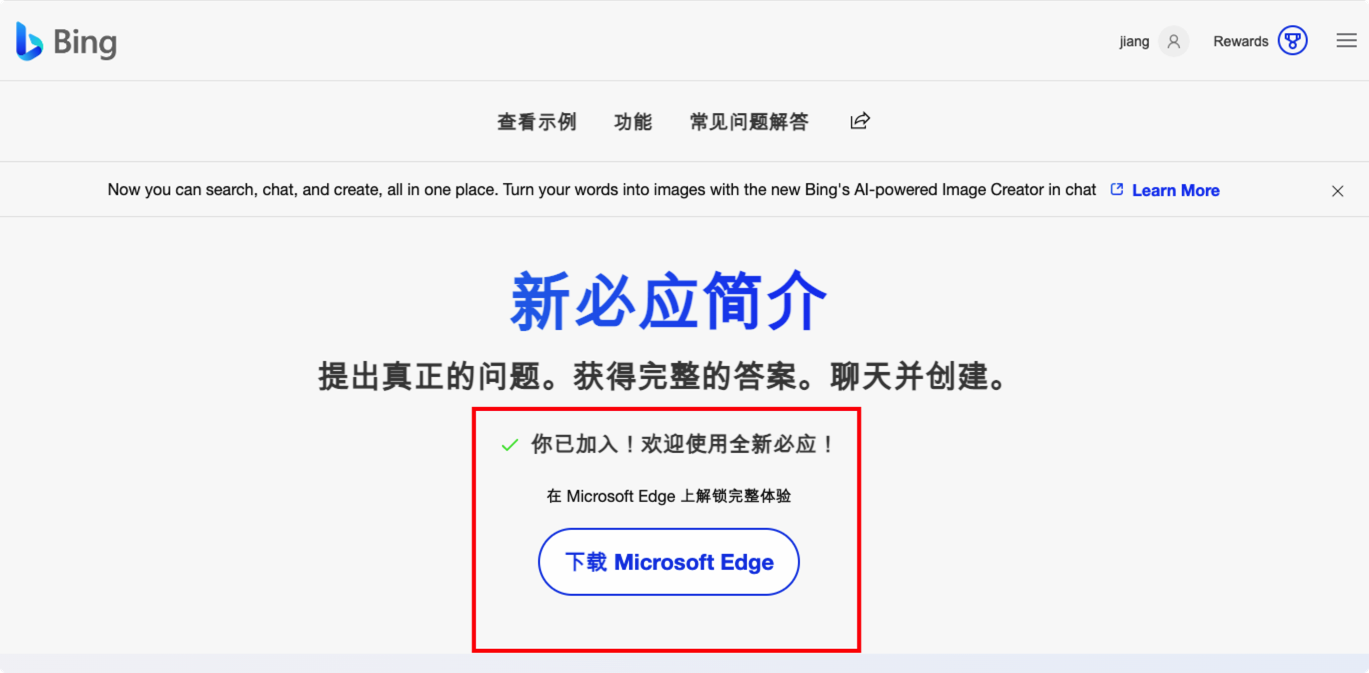 Bing
jiang Rewards
查看示例 功能 常见问题解答
Now you can search, chat, and create, all in one place. Turn your words into images with the new Bing's AI-powered Image Creator in chat Learn More
新必应简介
提出真正的问题。获得完整的答案。聊天并创建。
你已加入！欢迎使用全新必应！
在 Microsoft Edge 上解锁完整体验
下载 Microsoft Edge